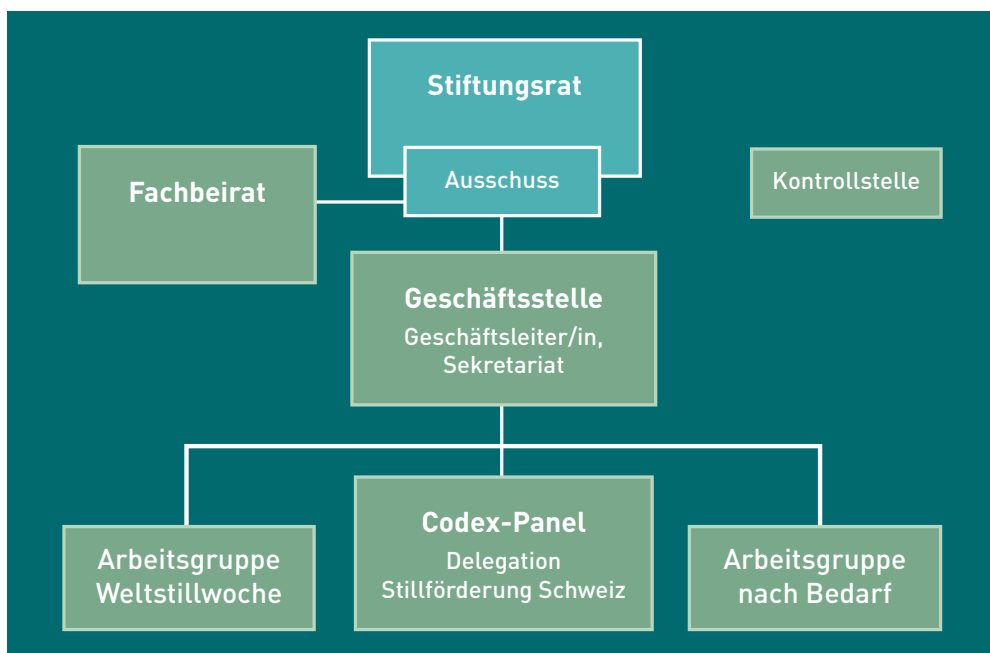 Stiftungsrat
Ausschuss
Fachbeirat
Kontrollstelle
Geschäftsstelle
Geschäftsleiter/in,
Sekretariat
Arbeitsgruppe
Weltstillwoche
Codex-Panel
Delegation
Stillförderung Schweiz
Arbeitsgruppe
nach Bedarf